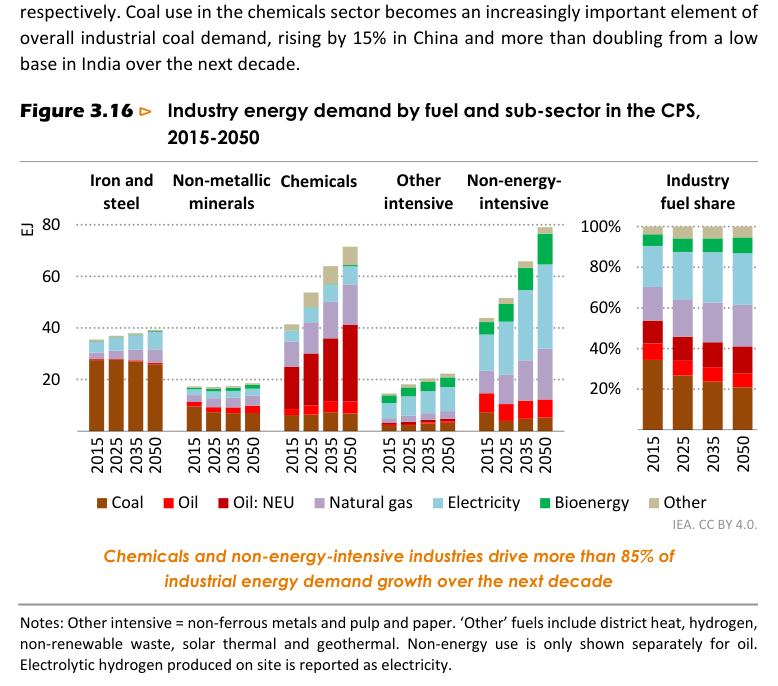 respectively. Coal use in the chemicals sector becomes an increasingly important element of
overall industrial coal demand, rising by 15% in China and more than doubling from a low
base in India over the next decade.
Figure 3.16 ⊳ Industry energy demand by fuel and sub-sector in the CPS,
2015-2050
Iron and
steel
Non-metallic
minerals
Chemicals
Other
intensive
Non-energy-
intensive
Industry
fuel share
EJ
80
60
40
20
100%
80%
60%
40%
20%
2015 2025 2035 2050
2015 2025 2035 2050
2015 2025 2035 2050
2015 2025 2035 2050
2015 2025 2035 2050
2015 2025 2035 2050
Coal Oil Oil: NEU Natural gas Electricity Bioenergy Other
IEA. CC BY 4.0.
Chemicals and non-energy-intensive industries drive more than 85% of
industrial energy demand growth over the next decade
Notes: Other intensive = non-ferrous metals and pulp and paper. ‘Other’ fuels include district heat, hydrogen,
non-renewable waste, solar thermal and geothermal. Non-energy use is only shown separately for oil.
Electrolytic hydrogen produced on site is reported as electricity.